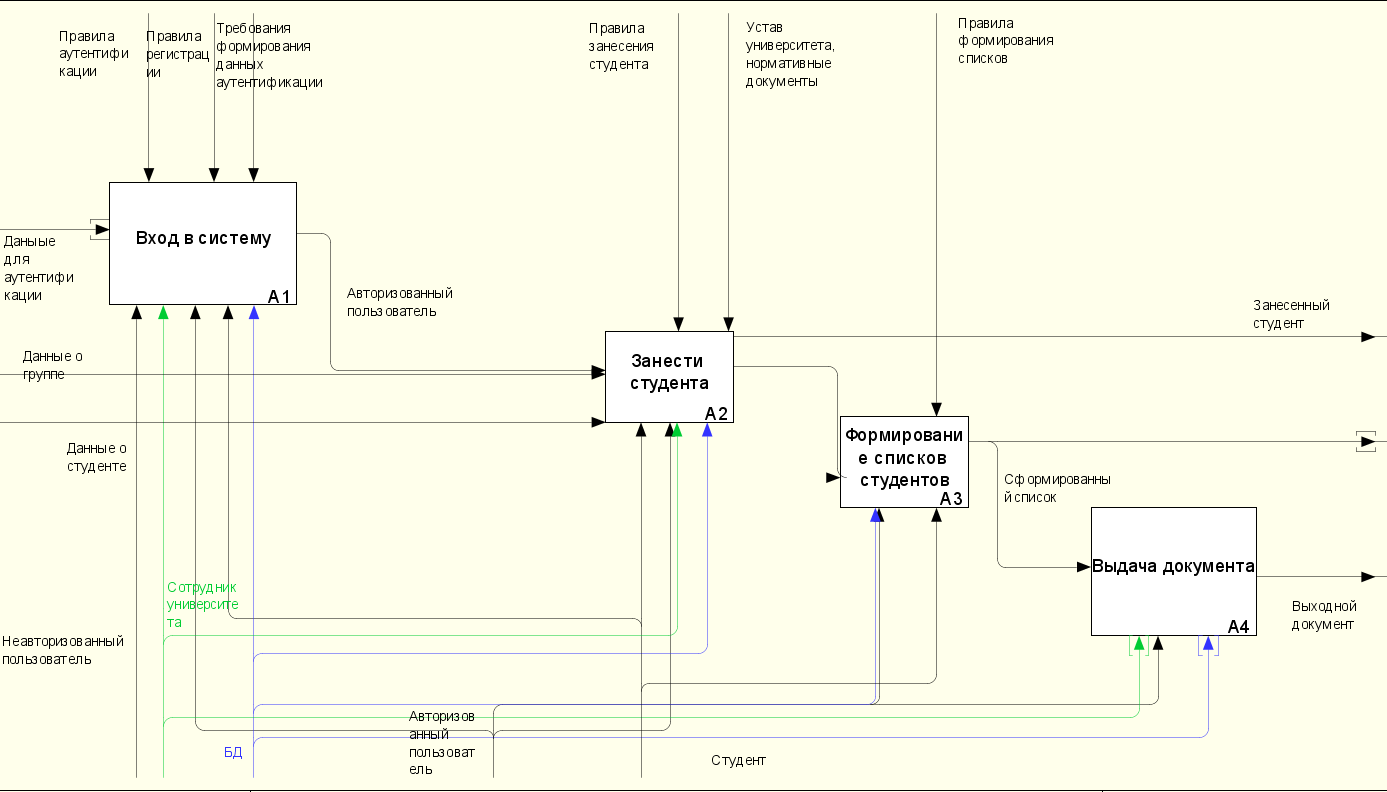 Правила
аутентифи
кации
Правила
регистрац
ии
Требования
формирования
данных
аутентификации
Правила
занесения
студента
Устав
университета,
нормативные
документы
Правила
формирования
списков
Вход в систему
A1
Даныые
для
аутентифи
кации
Авторизованный
пользователь
Занесенный
студент
Данные о
группе
Занести
студента
A2
Данные о
студенте
Формировани
е списков
студентов
A3
Сформированны
й список
Выдача документа
A4
Выходной
документ
Сотрудник
университе
та
Неавторизованный
пользователь
БД
Авторизов
анный
пользоват
ель
Студент